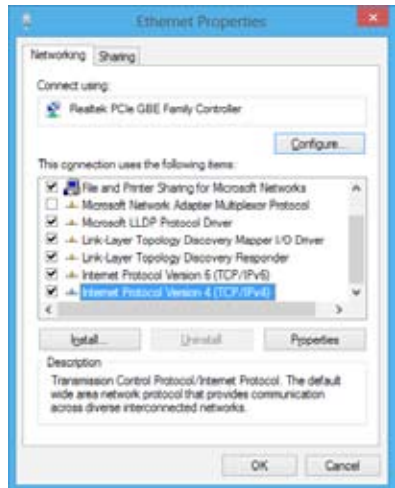 Ethernet Properties
Networking Sharing
Connect using:
Realtek PCIe GBE Family Controller
Configure...
This connection uses the following items:
File and Printer Sharing for Microsoft Networks
Microsoft Network Adapter Multiplexor Protocol
Microsoft LLDP Protocol Driver
Link-Layer Topology Discovery Mapper I/O Driver
Link-Layer Topology Discovery Responder
Internet Protocol Version 6 (TCP/IPv6)
Internet Protocol Version 4 (TCP/IPv4)
Install... Uninstall Properties
Description
Transmission Control Protocol/Internet Protocol. The default
wide area network protocol that provides communication
across diverse interconnected networks.
OK Cancel